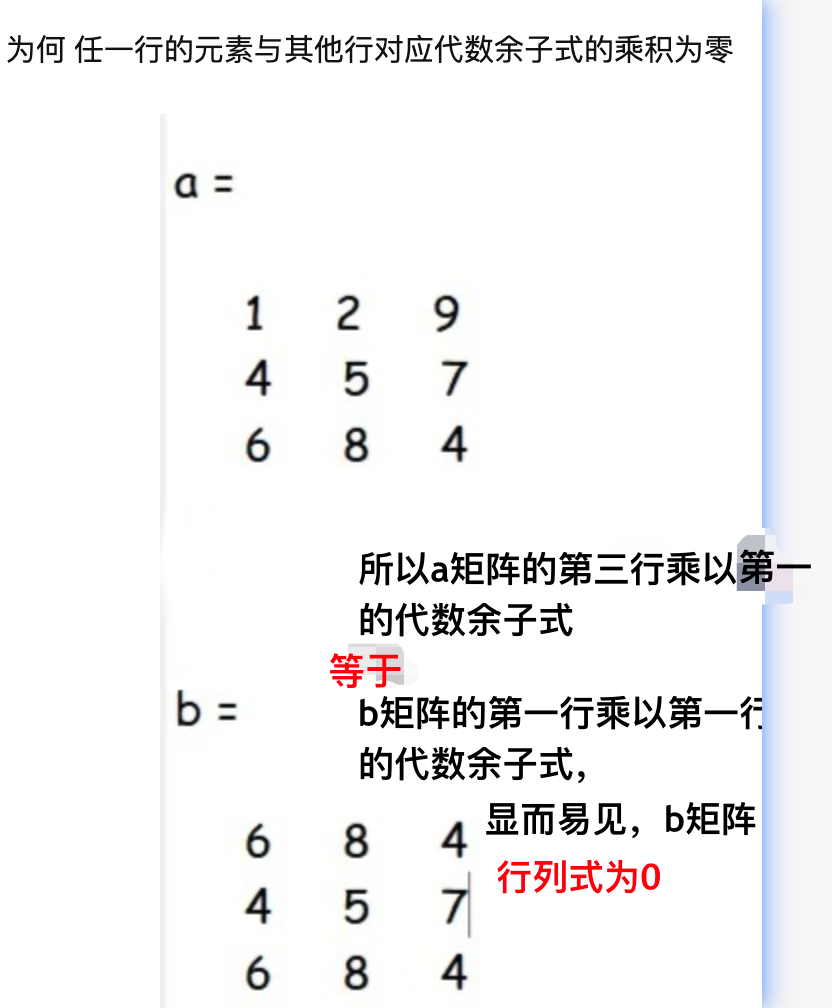 为何 任一行的元素与其他行对应代数余子式的乘积为零
a =
1 2 9
4 5 7
6 8 4
所以a矩阵的第三行乘以第一
的代数余子式
等于
b =
b矩阵的第一行乘以第一行
的代数余子式,
显而易见，b矩阵
行列式为0
6 8 4
4 5 7
6 8 4